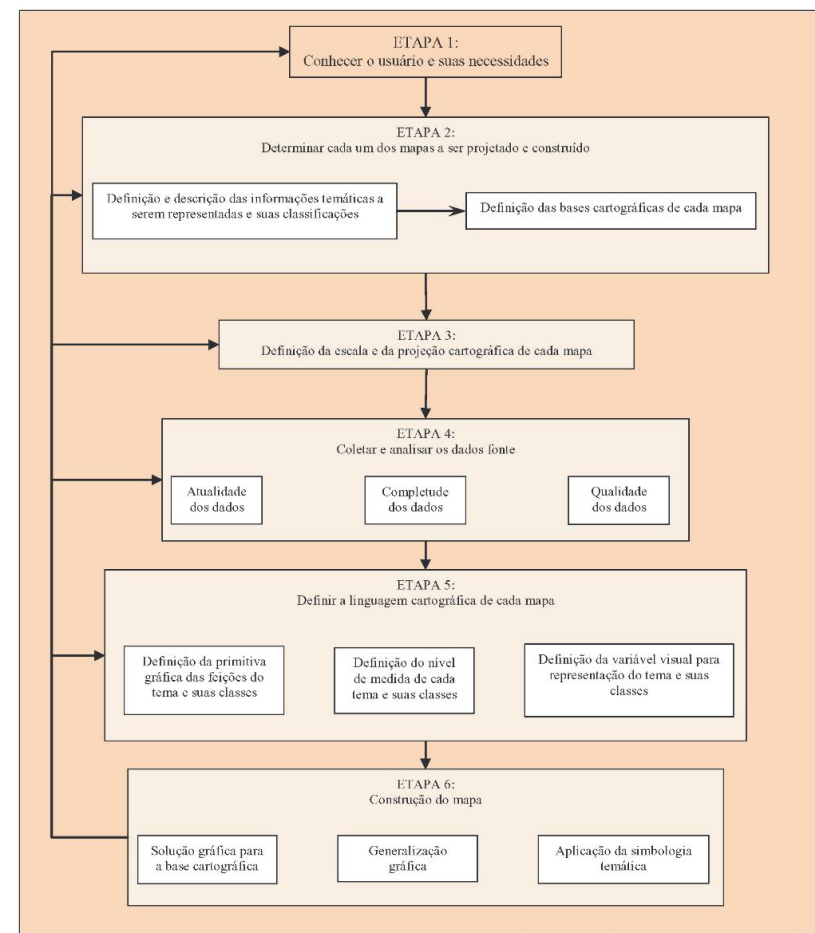 ETAPA 1:
Conhecer o usuário e suas necessidades
ETAPA 2:
Determinar cada um dos mapas a ser projetado e construído
Definição e descrição das informações temáticas a
serem representadas e suas classificações
Definição das bases cartográficas de cada mapa
ETAPA 3:
Definição da escala e da projeção cartográfica de cada mapa
ETAPA 4:
Coletar e analisar os dados fonte
Atualidade
dos dados
Completude
dos dados
Qualidade
dos dados
ETAPA 5:
Definir a linguagem cartográfica de cada mapa
Definição da primitiva
gráfica das feições do
tema e suas classes
Definição do nível
de medida de cada
tema e suas classes
Definição da variável visual para
representação do tema e suas
classes
ETAPA 6:
Construção do mapa
Solução gráfica para
a base cartográfica
Generalização
gráfica
Aplicação da simbologia
temática